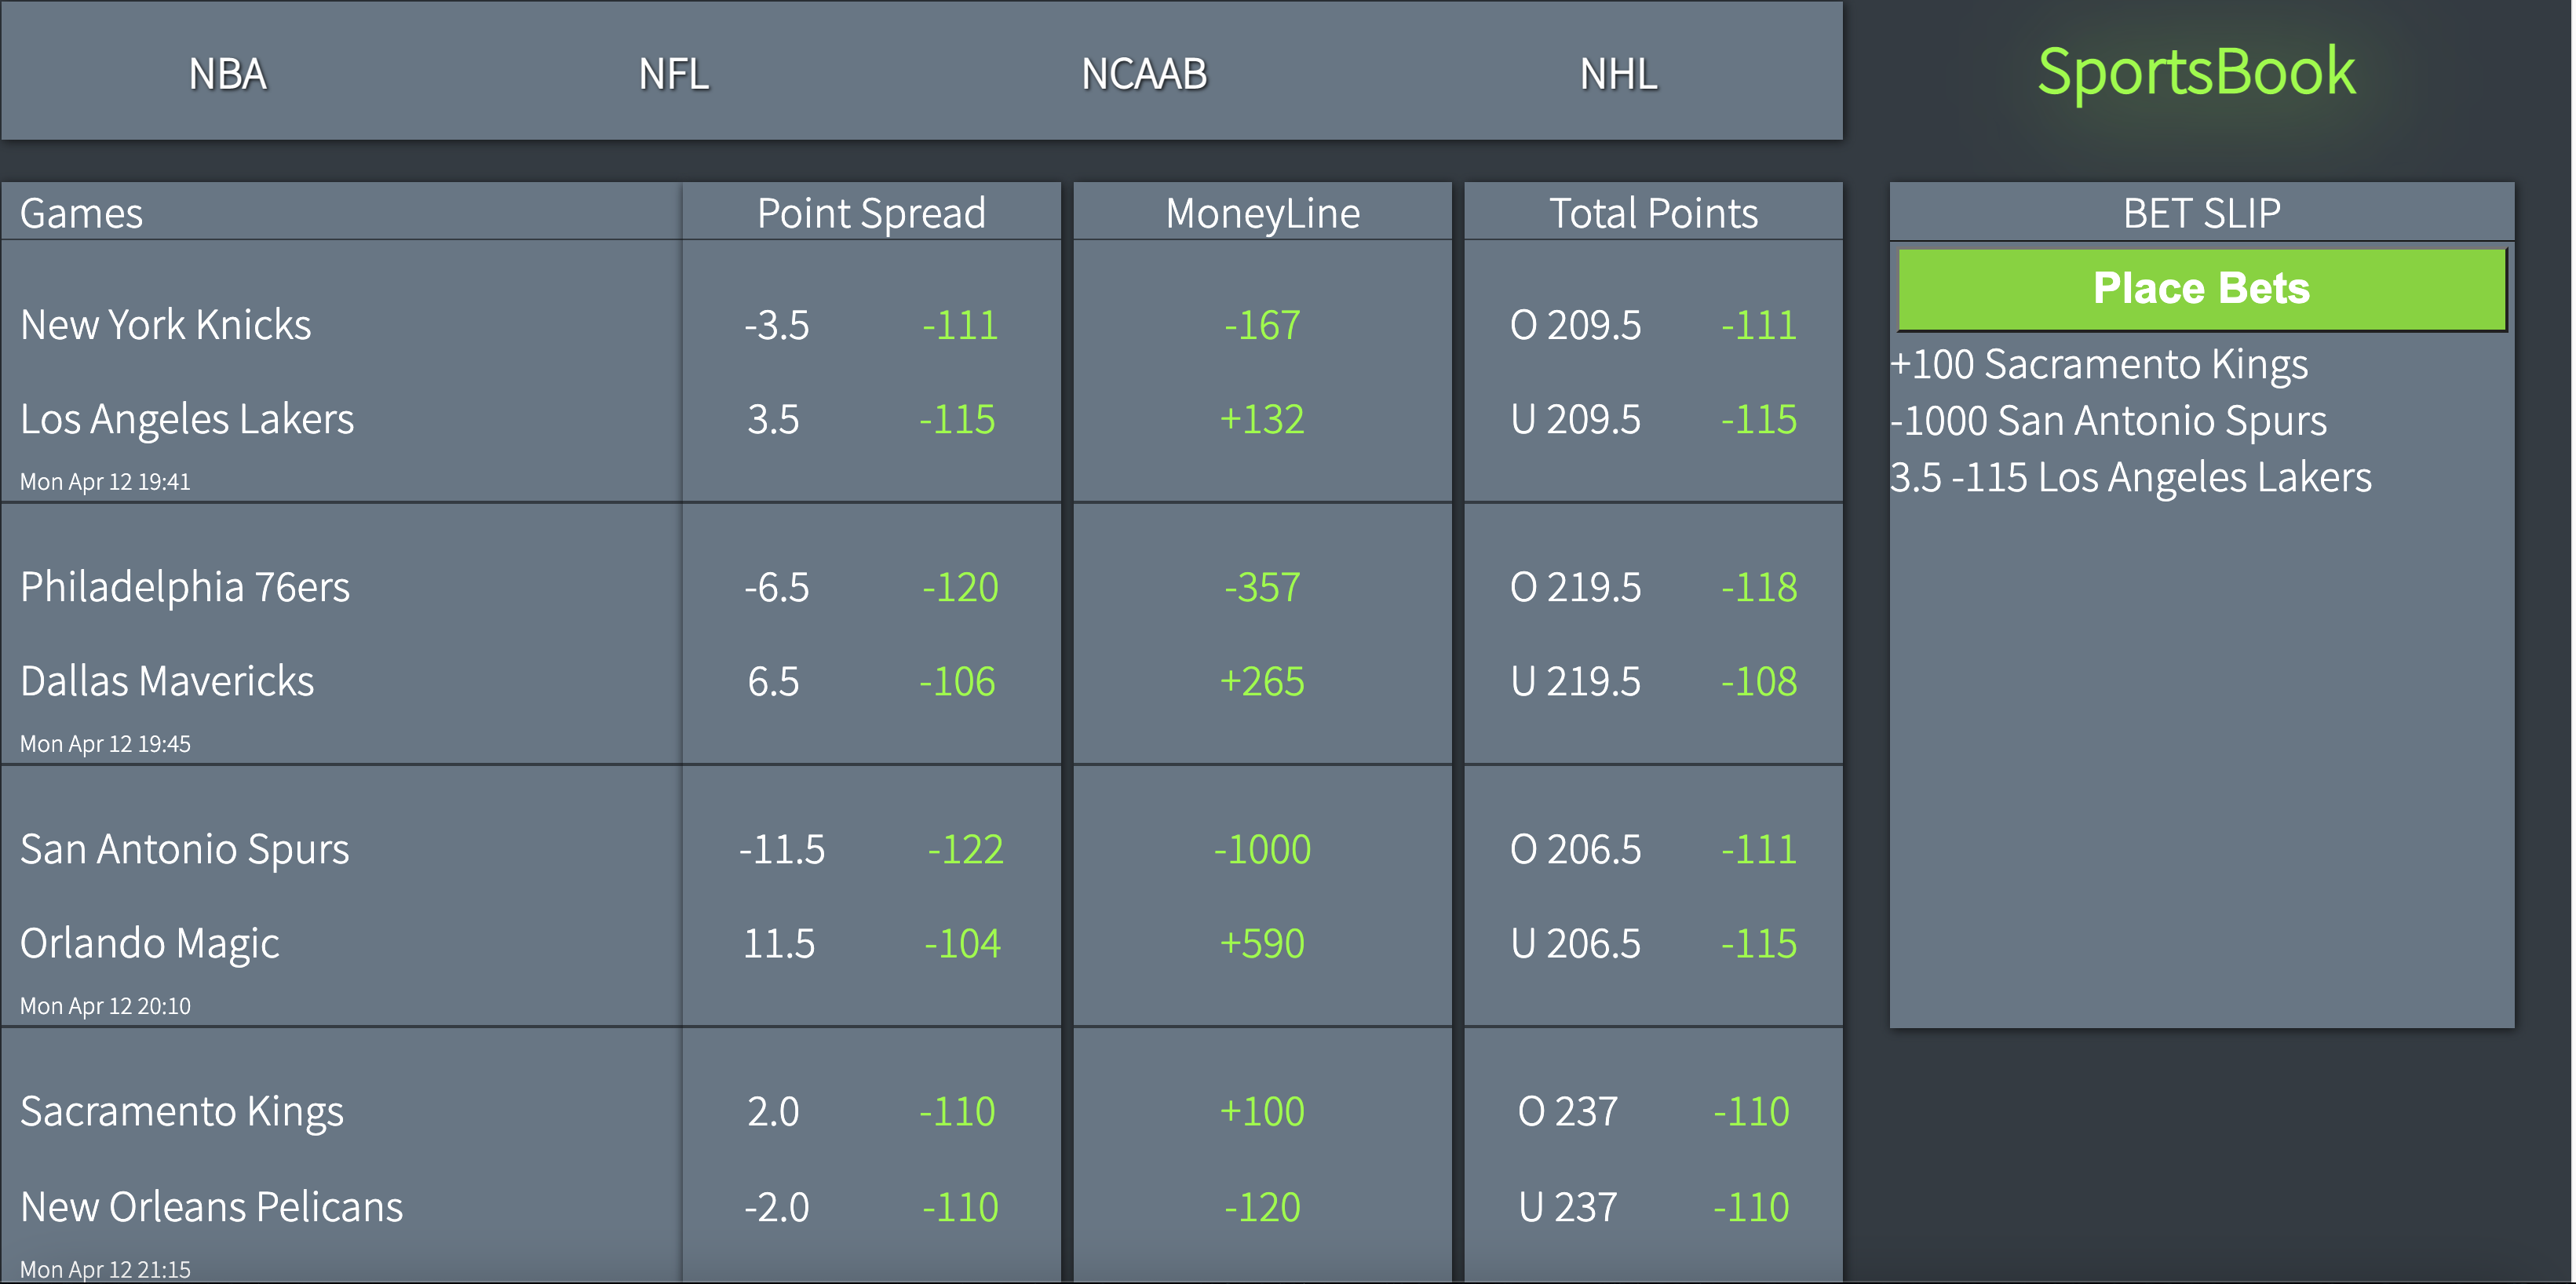 NBA NFL NCAAB NHL SportsBook
Games Point Spread MoneyLine Total Points
New York Knicks -3.5 -111 -167 O 209.5 -111
Los Angeles Lakers 3.5 -115 +132 U 209.5 -115
Mon Apr 12 19:41
Philadelphia 76ers -6.5 -120 -357 O 219.5 -118
Dallas Mavericks 6.5 -106 +265 U 219.5 -108
Mon Apr 12 19:45
San Antonio Spurs -11.5 -122 -1000 O 206.5 -111
Orlando Magic 11.5 -104 +590 U 206.5 -115
Mon Apr 12 20:10
Sacramento Kings 2.0 -110 +100 O 237 -110
New Orleans Pelicans -2.0 -110 -120 U 237 -110
Mon Apr 12 21:15
BET SLIP
Place Bets
+100 Sacramento Kings
-1000 San Antonio Spurs
3.5 -115 Los Angeles Lakers